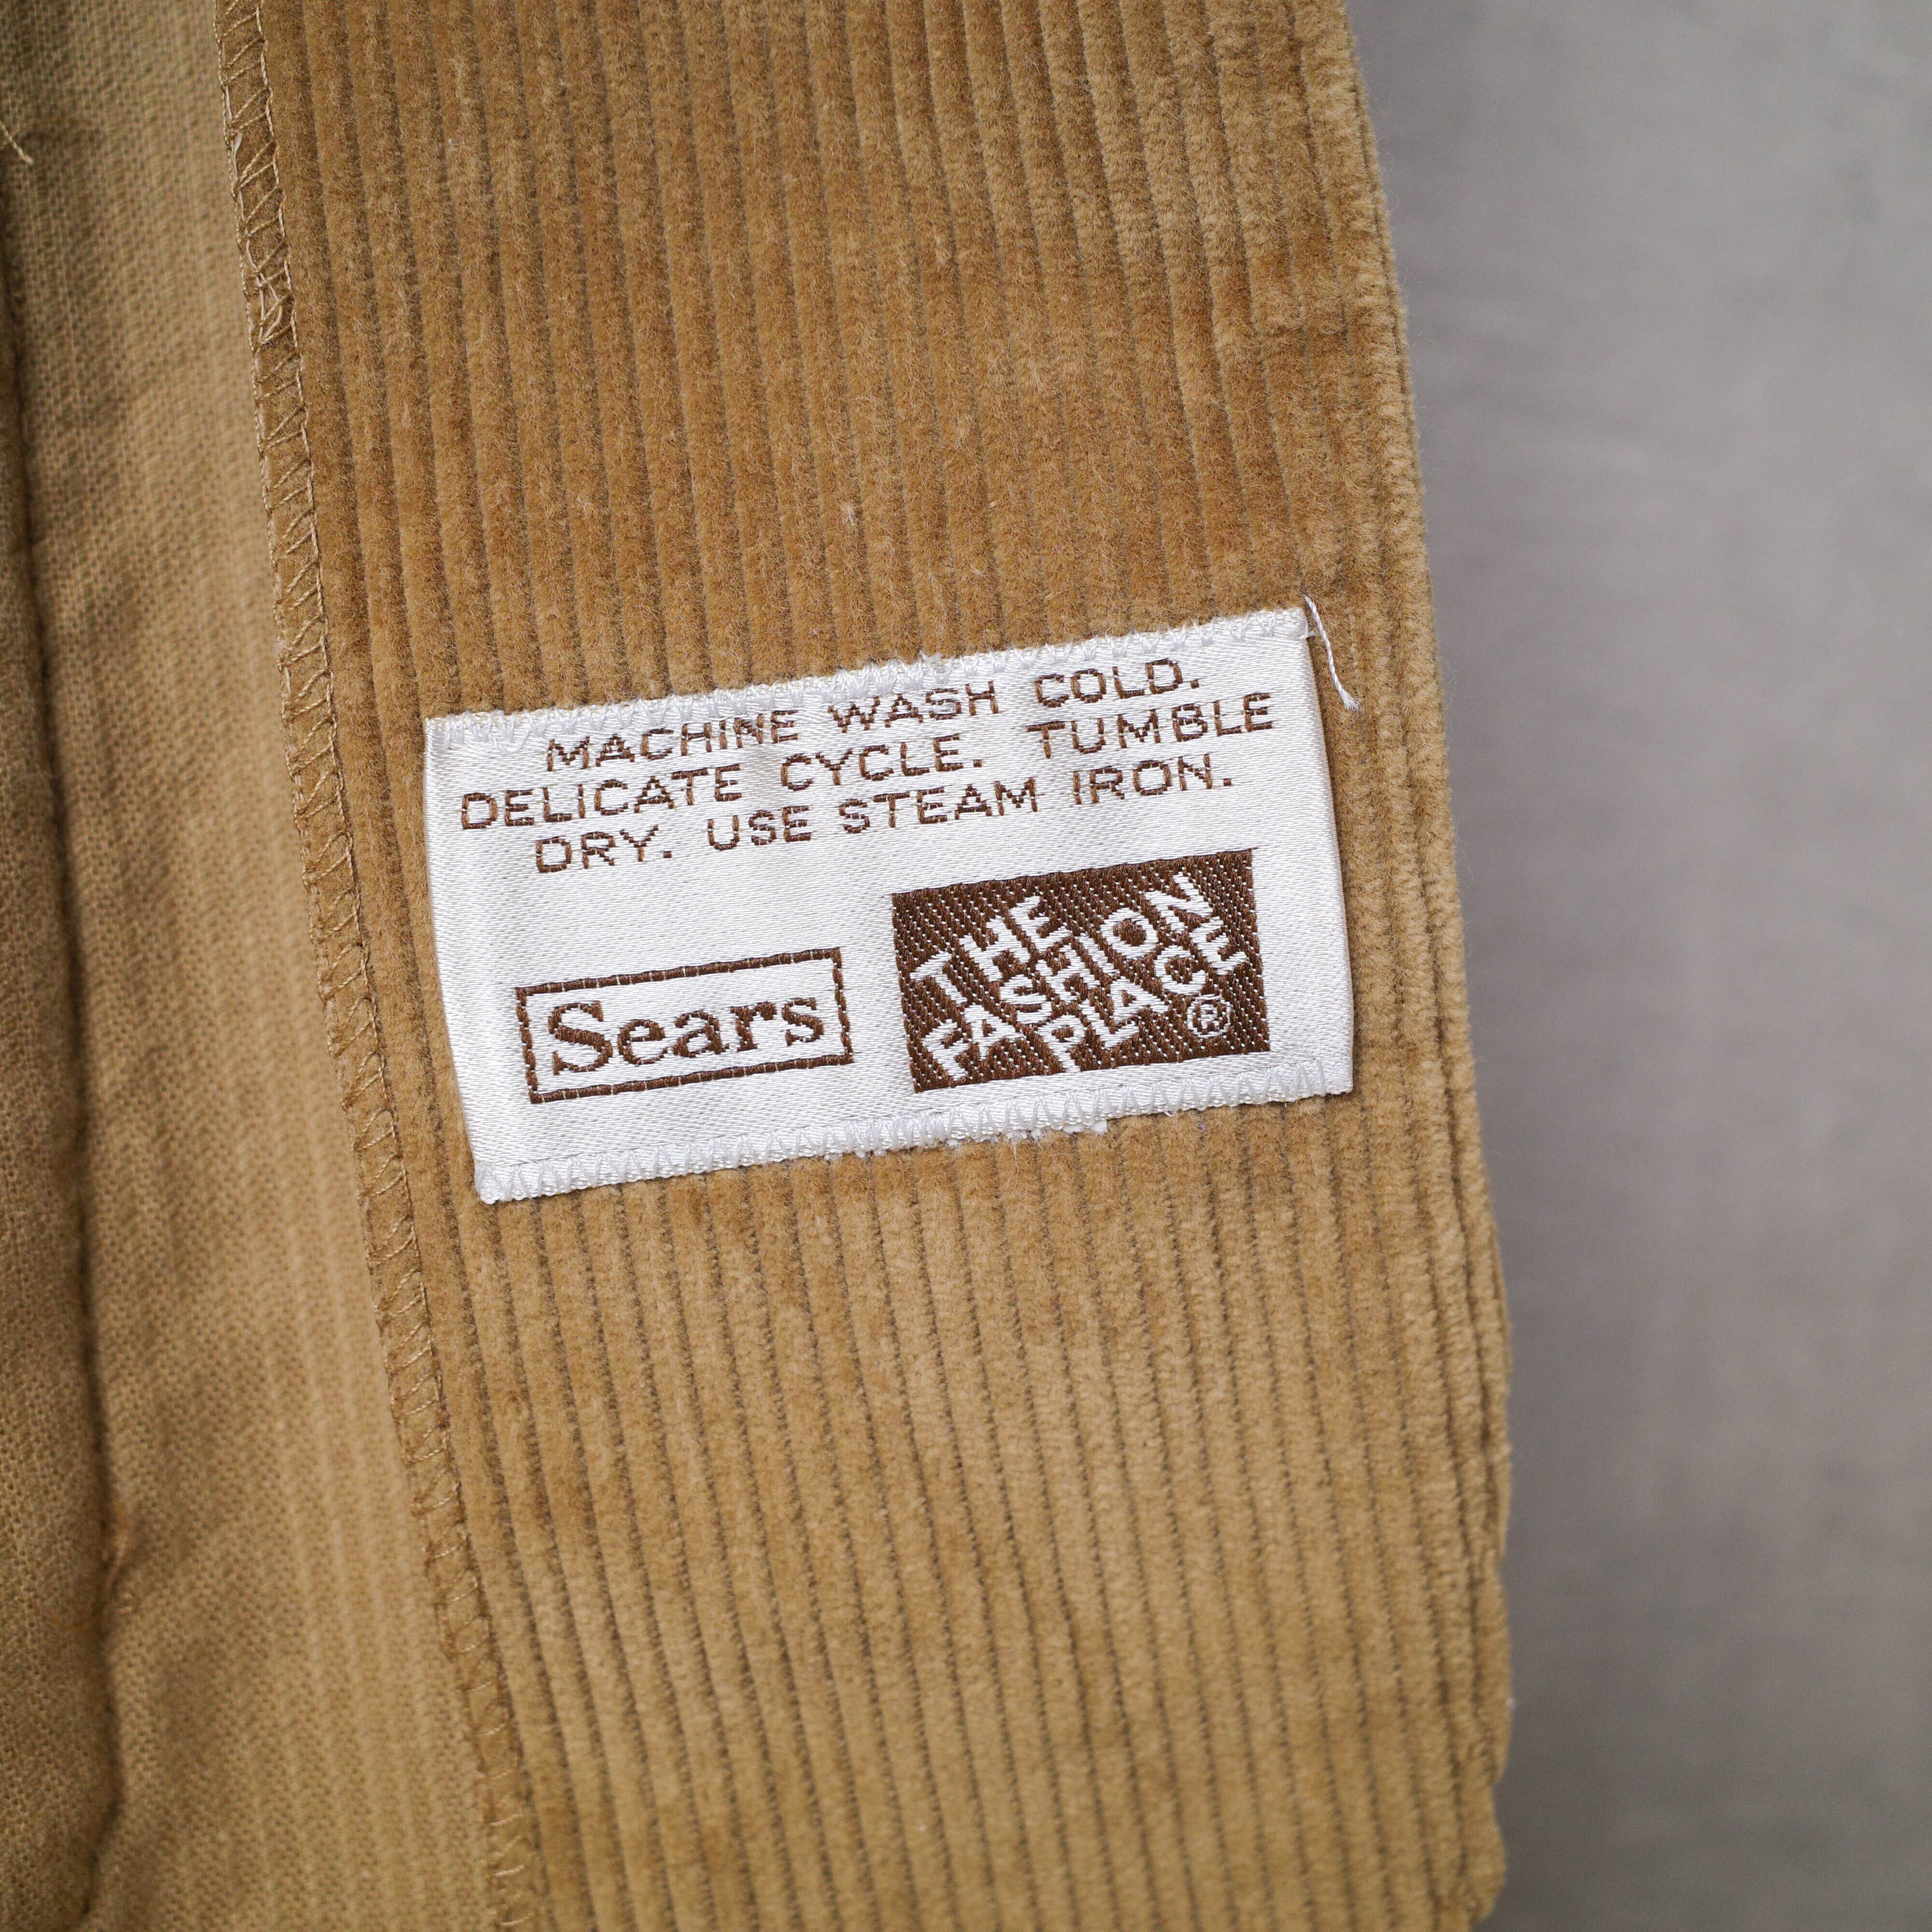 MACHINE WASH COLD.
DELICATE CYCLE. TUMBLE
DRY. USE STEAM IRON.
Sears
THE
FASHION
PLACE
®